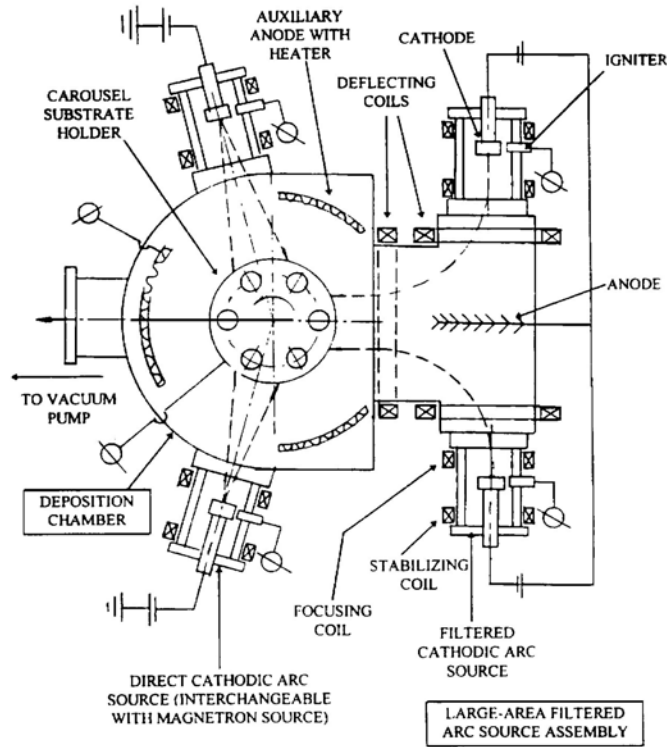 AUXILIARY
ANODE WITH
HEATER
CATHODE
IGNITER
DEFLECTING
COILS
CAROUSEL
SUBSTRATE
HOLDER
ANODE
TO VACUUM
PUMP
DEPOSITION
CHAMBER
STABILIZING
COIL
FOCUSING
COIL
FILTERED
CATHODIC ARC
SOURCE
DIRECT CATHODIC ARC
SOURCE (INTERCHANGEABLE
WITH MAGNETRON SOURCE)
LARGE-AREA FILTERED
ARC SOURCE ASSEMBLY